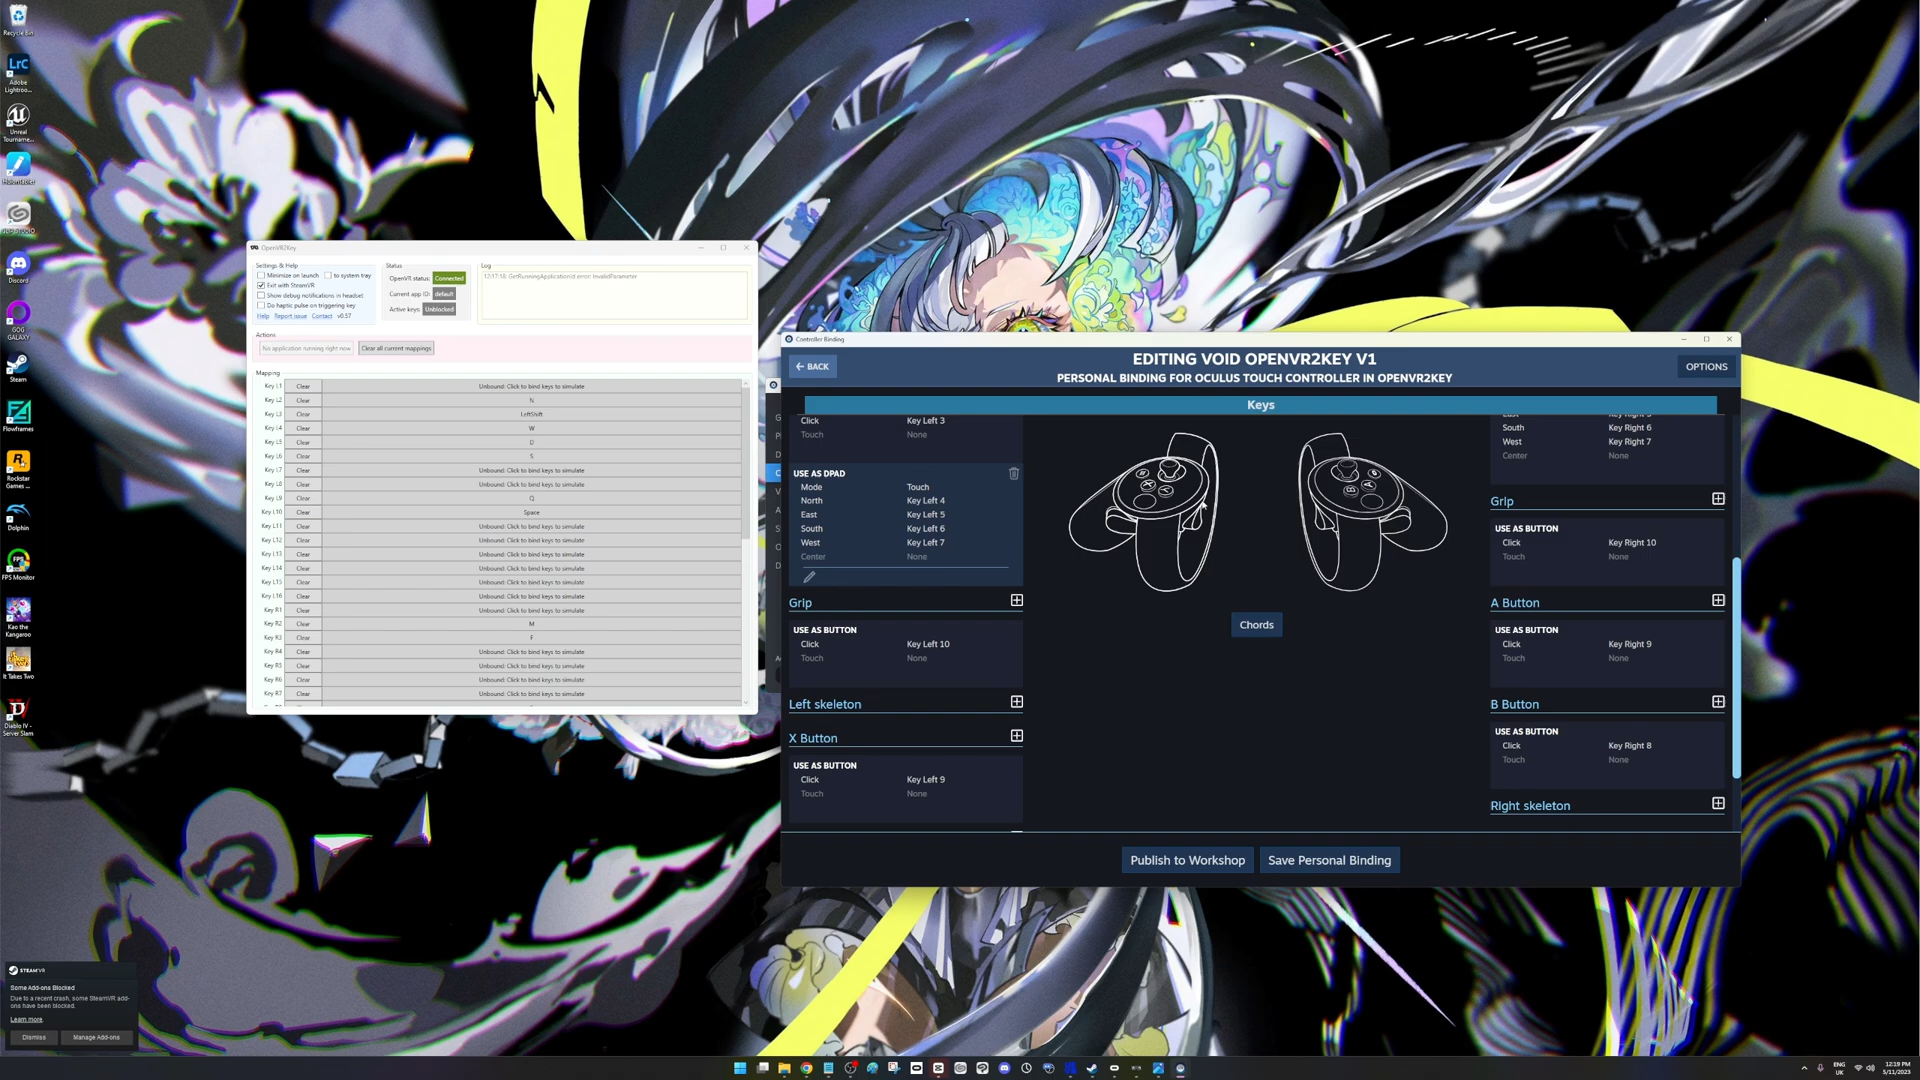 Recycle Bin
Lrc
Adobe
Lightroo...
Unreal
Tourname...
Discord
GOG
GALAXY
Steam
Flowframes
Rockstar
Games ...
Dolphin
FPS
FPS Monitor
Kao the
Kangaroo
It Takes Two
Diablo IV -
Server Slam
OpenVR2Key
Settings & Help
Minimize on launch
to system tray
Exit with SteamVR
Show debug notifications in headset
Do haptic pulse on triggering key
Help
Report issue
Contact
v0.57
Status
OpenVR status:
Connected
Current app ID:
default
Active keys:
Unblocked
Log
12:17:18: GetRunningApplicationId error: InvalidParameter
Actions
No application running right now
Clear all current mappings
Mapping
Key L1 Clear Unbound: Click to bind keys to simulate
Key L2 Clear N
Key L3 Clear LeftShift
Key L4 Clear W
Key L5 Clear D
Key L6 Clear S
Key L7 Clear Unbound: Click to bind keys to simulate
Key L8 Clear Unbound: Click to bind keys to simulate
Key L9 Clear Q
Key L10 Clear Space
Key L11 Clear Unbound: Click to bind keys to simulate
Key L12 Clear Unbound: Click to bind keys to simulate
Key L13 Clear Unbound: Click to bind keys to simulate
Key L14 Clear Unbound: Click to bind keys to simulate
Key L15 Clear Unbound: Click to bind keys to simulate
Key L16 Clear Unbound: Click to bind keys to simulate
Key R1 Clear Unbound: Click to bind keys to simulate
Key R2 Clear M
Key R3 Clear F
Key R4 Clear Unbound: Click to bind keys to simulate
Key R5 Clear Unbound: Click to bind keys to simulate
Key R6 Clear Unbound: Click to bind keys to simulate
Key R7 Clear Unbound: Click to bind keys to simulate
Controller Binding
BACK
EDITING VOID OPENVR2KEY V1
PERSONAL BINDING FOR OCULUS TOUCH CONTROLLER IN OPENVR2KEY
OPTIONS
Keys
Click Key Left 3
Touch None
USE AS DPAD
Mode Touch
North Key Left 4
East Key Left 5
South Key Left 6
West Key Left 7
Center None
Grip
USE AS BUTTON
Click Key Left 10
Touch None
Left skeleton
X Button
USE AS BUTTON
Click Key Left 9
Touch None
Chords
East Key Right 5
South Key Right 6
West Key Right 7
Center None
Grip
USE AS BUTTON
Click Key Right 10
Touch None
A Button
USE AS BUTTON
Click Key Right 9
Touch None
B Button
USE AS BUTTON
Click Key Right 8
Touch None
Right skeleton
Publish to Workshop
Save Personal Binding
STEAMVR
Some Add-ons Blocked
Due to a recent crash, some SteamVR add-
ons have been blocked.
Learn more
Dismiss
Manage Add-ons
ENG
UK
12:19 PM
5/11/2023